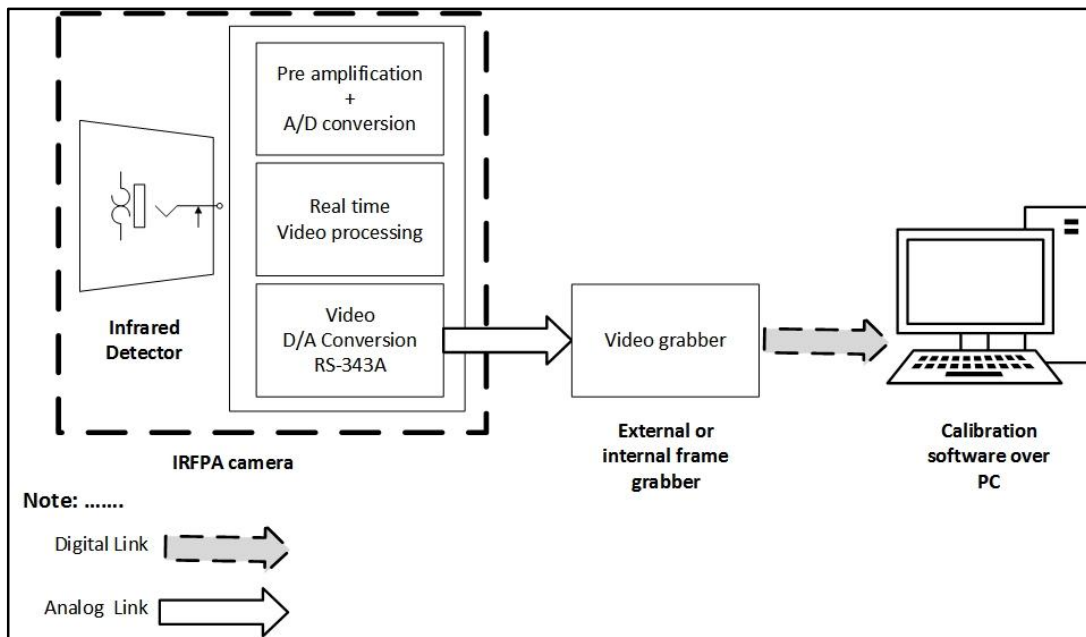 Pre amplification
+
A/D conversion
Real time
Video processing
Video
D/A Conversion
RS-343A
Infrared
Detector
IRFPA camera
Video grabber
External or
internal frame
grabber
Calibration
software over
PC
Note: .......
Digital Link
Analog Link